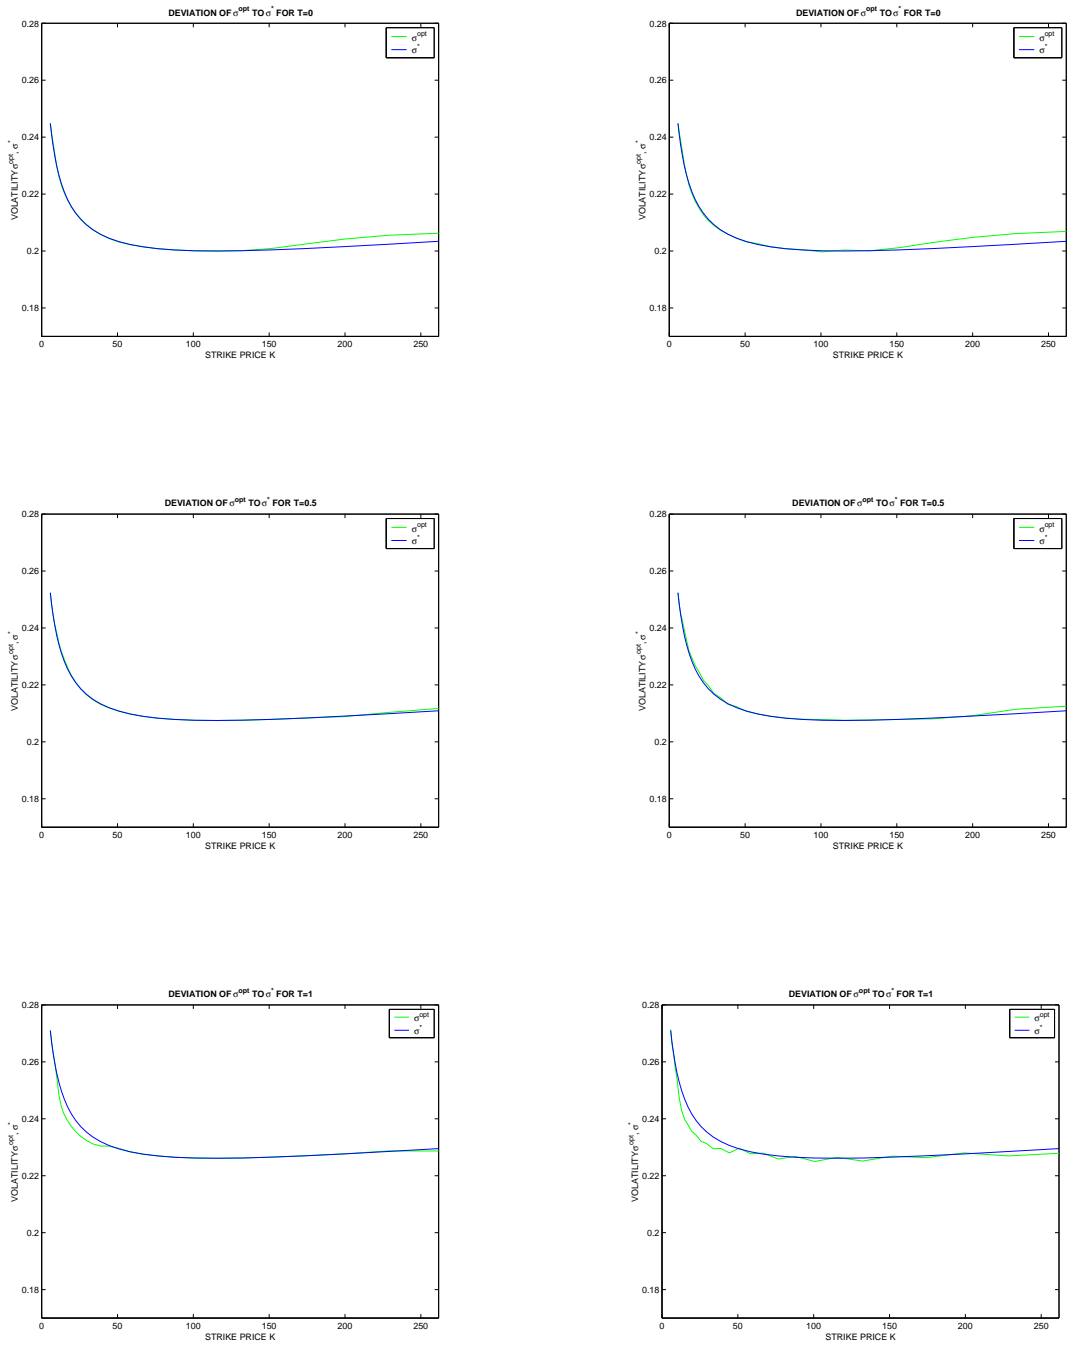 DEVIATION OF σ^opt TO σ^* FOR T=0
σ^opt
σ^*
VOLATILITY σ^opt, σ^*
0.28
0.26
0.24
0.22
0.2
0.18
0 50 100 150 200 250
STRIKE PRICE K
DEVIATION OF σ^opt TO σ^* FOR T=0
σ^opt
σ^*
VOLATILITY σ^opt, σ^*
0.28
0.26
0.24
0.22
0.2
0.18
0 50 100 150 200 250
STRIKE PRICE K
DEVIATION OF σ^opt TO σ^* FOR T=0.5
σ^opt
σ^*
VOLATILITY σ^opt, σ^*
0.28
0.26
0.24
0.22
0.2
0.18
0 50 100 150 200 250
STRIKE PRICE K
DEVIATION OF σ^opt TO σ^* FOR T=0.5
σ^opt
σ^*
VOLATILITY σ^opt, σ^*
0.28
0.26
0.24
0.22
0.2
0.18
0 50 100 150 200 250
STRIKE PRICE K
DEVIATION OF σ^opt TO σ^* FOR T=1
σ^opt
σ^*
VOLATILITY σ^opt, σ^*
0.28
0.26
0.24
0.22
0.2
0.18
0 50 100 150 200 250
STRIKE PRICE K
DEVIATION OF σ^opt TO σ^* FOR T=1
σ^opt
σ^*
VOLATILITY σ^opt, σ^*
0.28
0.26
0.24
0.22
0.2
0.18
0 50 100 150 200 250
STRIKE PRICE K